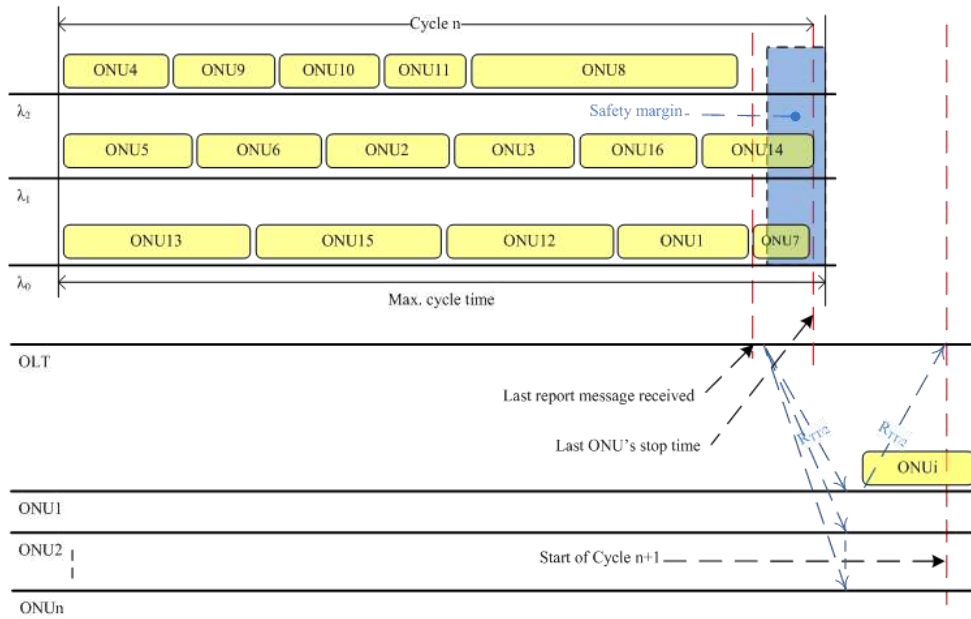 Cycle n
ONU4 ONU9 ONU10 ONU11 ONU8
λ2
Safety margin
ONU5 ONU6 ONU2 ONU3 ONU16 ONU14
λ1
ONU13 ONU15 ONU12 ONU1 ONU7
λ0
Max. cycle time
OLT
Last report message received
RTT/2 RTT/2
Last ONU's stop time
ONUi
ONU1
ONU2
Start of Cycle n+1
ONUn